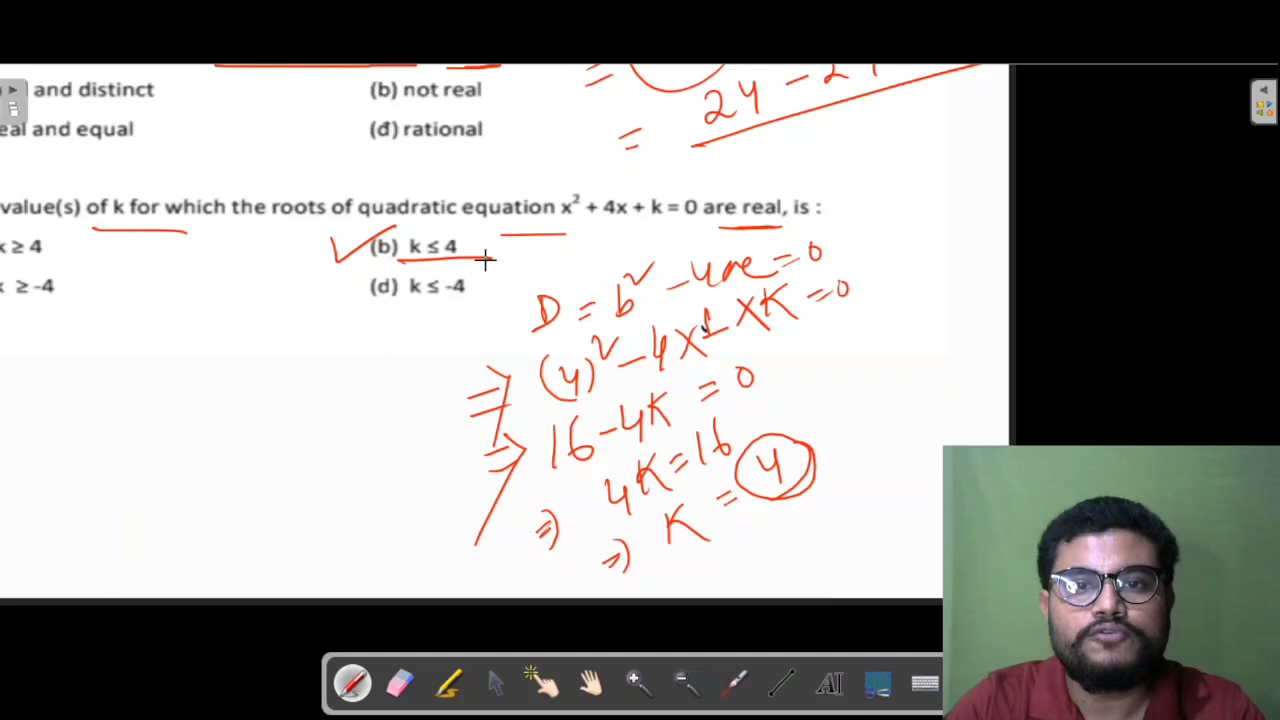 24 - 24
and distinct (b) not real
=
eal and equal (d) rational
value(s) of k for which the roots of quadratic equation x² + 4x + k = 0 are real, is :
k ≥ 4 (b) k ≤ 4
≥ -4 (d) k ≤ -4
D = b² - 4ac = 0
⇒ (4)² - 4 × 1 × K = 0
⇒ 16 - 4K = 0
⇒ 4K = 16
⇒ K = 4
AI